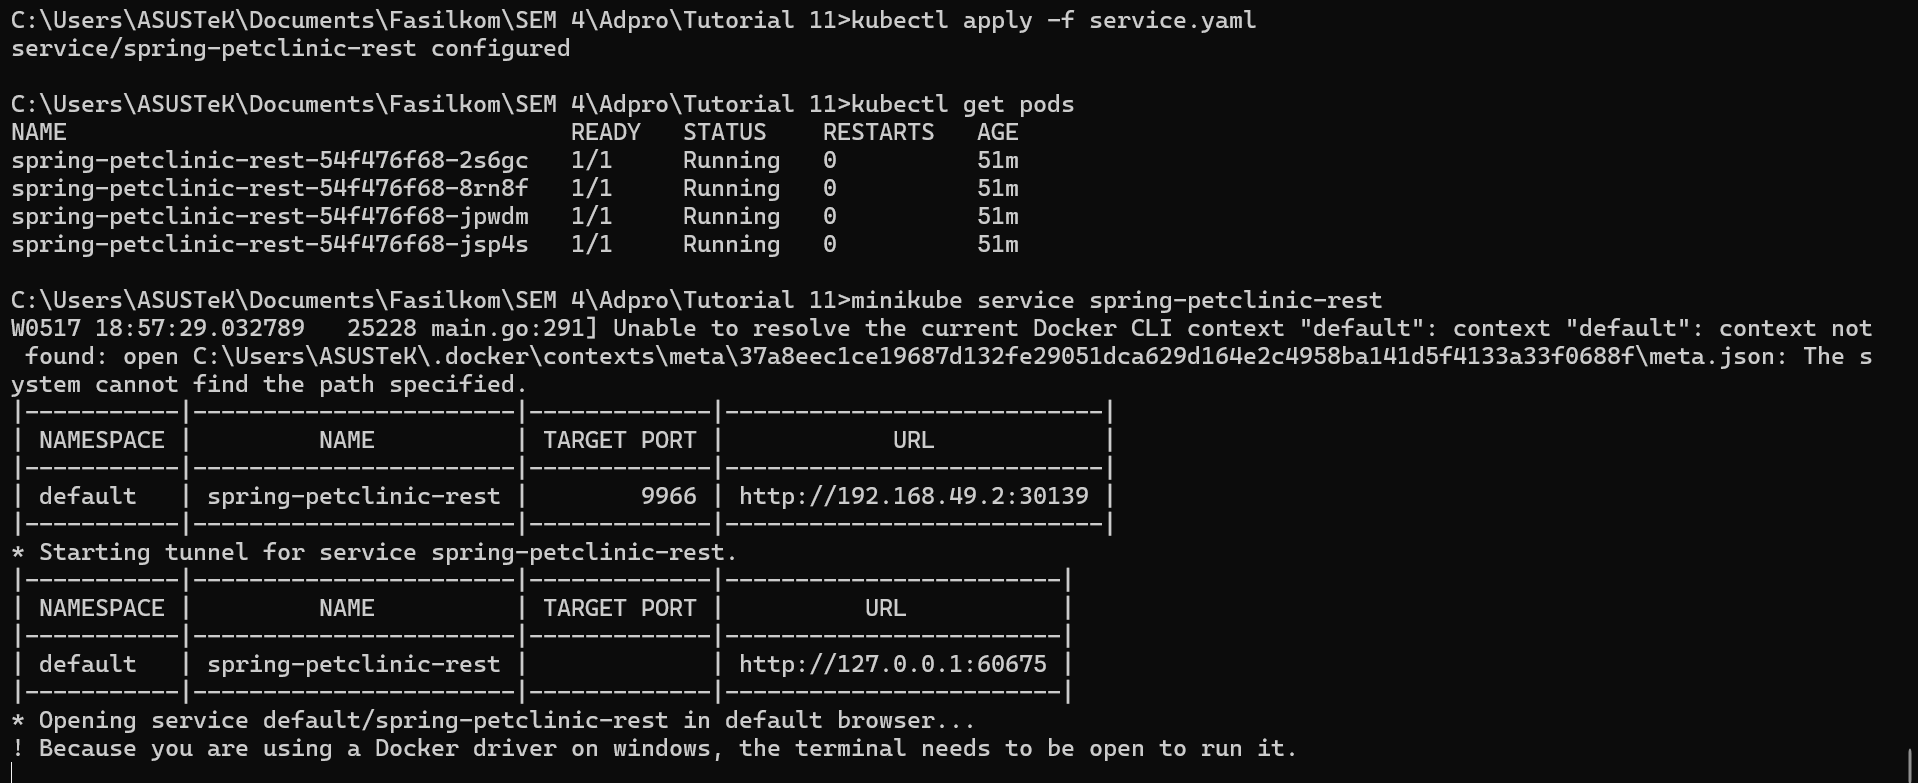 C:\Users\ASUSTeK\Documents\Fasilkom\SEM 4\Adpro\Tutorial 11>kubectl apply -f service.yaml
service/spring-petclinic-rest configured

C:\Users\ASUSTeK\Documents\Fasilkom\SEM 4\Adpro\Tutorial 11>kubectl get pods
NAME                                    READY   STATUS    RESTARTS   AGE
spring-petclinic-rest-54f476f68-2s6gc   1/1     Running   0          51m
spring-petclinic-rest-54f476f68-8rn8f   1/1     Running   0          51m
spring-petclinic-rest-54f476f68-jpwdm   1/1     Running   0          51m
spring-petclinic-rest-54f476f68-jsp4s   1/1     Running   0          51m

C:\Users\ASUSTeK\Documents\Fasilkom\SEM 4\Adpro\Tutorial 11>minikube service spring-petclinic-rest
W0517 18:57:29.032789   25228 main.go:291] Unable to resolve the current Docker CLI context "default": context "default": context not
 found: open C:\Users\ASUSTeK\.docker\contexts\meta\37a8eec1ce19687d132fe29051dca629d164e2c4958ba141d5f4133a33f0688f\meta.json: The s
ystem cannot find the path specified.
|-----------|-----------------------|-------------|---------------------------|
| NAMESPACE |         NAME          | TARGET PORT |            URL            |
|-----------|-----------------------|-------------|---------------------------|
| default   | spring-petclinic-rest |        9966 | http://192.168.49.2:30139 |
|-----------|-----------------------|-------------|---------------------------|
* Starting tunnel for service spring-petclinic-rest.
|-----------|-----------------------|-------------|------------------------|
| NAMESPACE |         NAME          | TARGET PORT |          URL           |
|-----------|-----------------------|-------------|------------------------|
| default   | spring-petclinic-rest |             | http://127.0.0.1:60675 |
|-----------|-----------------------|-------------|------------------------|
* Opening service default/spring-petclinic-rest in default browser...
! Because you are using a Docker driver on windows, the terminal needs to be open to run it.